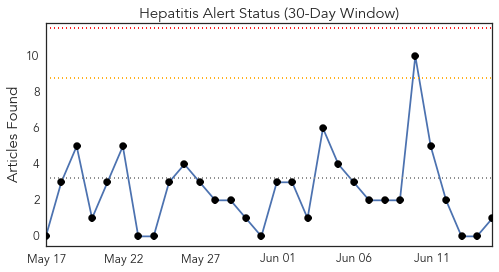 Hepatitis Alert Status (30-Day Window)
Articles Found
10
8
6
4
2
0
May 17
May 22
May 27
Jun 01
Jun 06
Jun 11